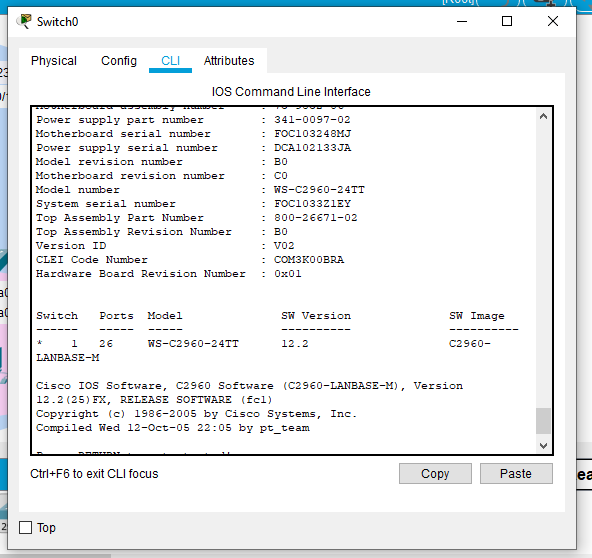 Switch0
Physical Config CLI Attributes
IOS Command Line Interface
Power supply part number : 341-0097-02
Motherboard serial number : FOC103248MJ
Power supply serial number : DCA102133JA
Model revision number : B0
Motherboard revision number : C0
Model number : WS-C2960-24TT
System serial number : FOC1033Z1EY
Top Assembly Part Number : 800-26671-02
Top Assembly Revision Number : B0
Version ID : V02
CLEI Code Number : COM3K00BRA
Hardware Board Revision Number : 0x01
Switch Ports Model SW Version SW Image
------ ----- ----- ---------- ----------
* 1 26 WS-C2960-24TT 12.2 C2960-
LANBASE-M
Cisco IOS Software, C2960 Software (C2960-LANBASE-M), Version
12.2(25)FX, RELEASE SOFTWARE (fc1)
Copyright (c) 1986-2005 by Cisco Systems, Inc.
Compiled Wed 12-Oct-05 22:05 by pt_team
Ctrl+F6 to exit CLI focus
Copy Paste
Top